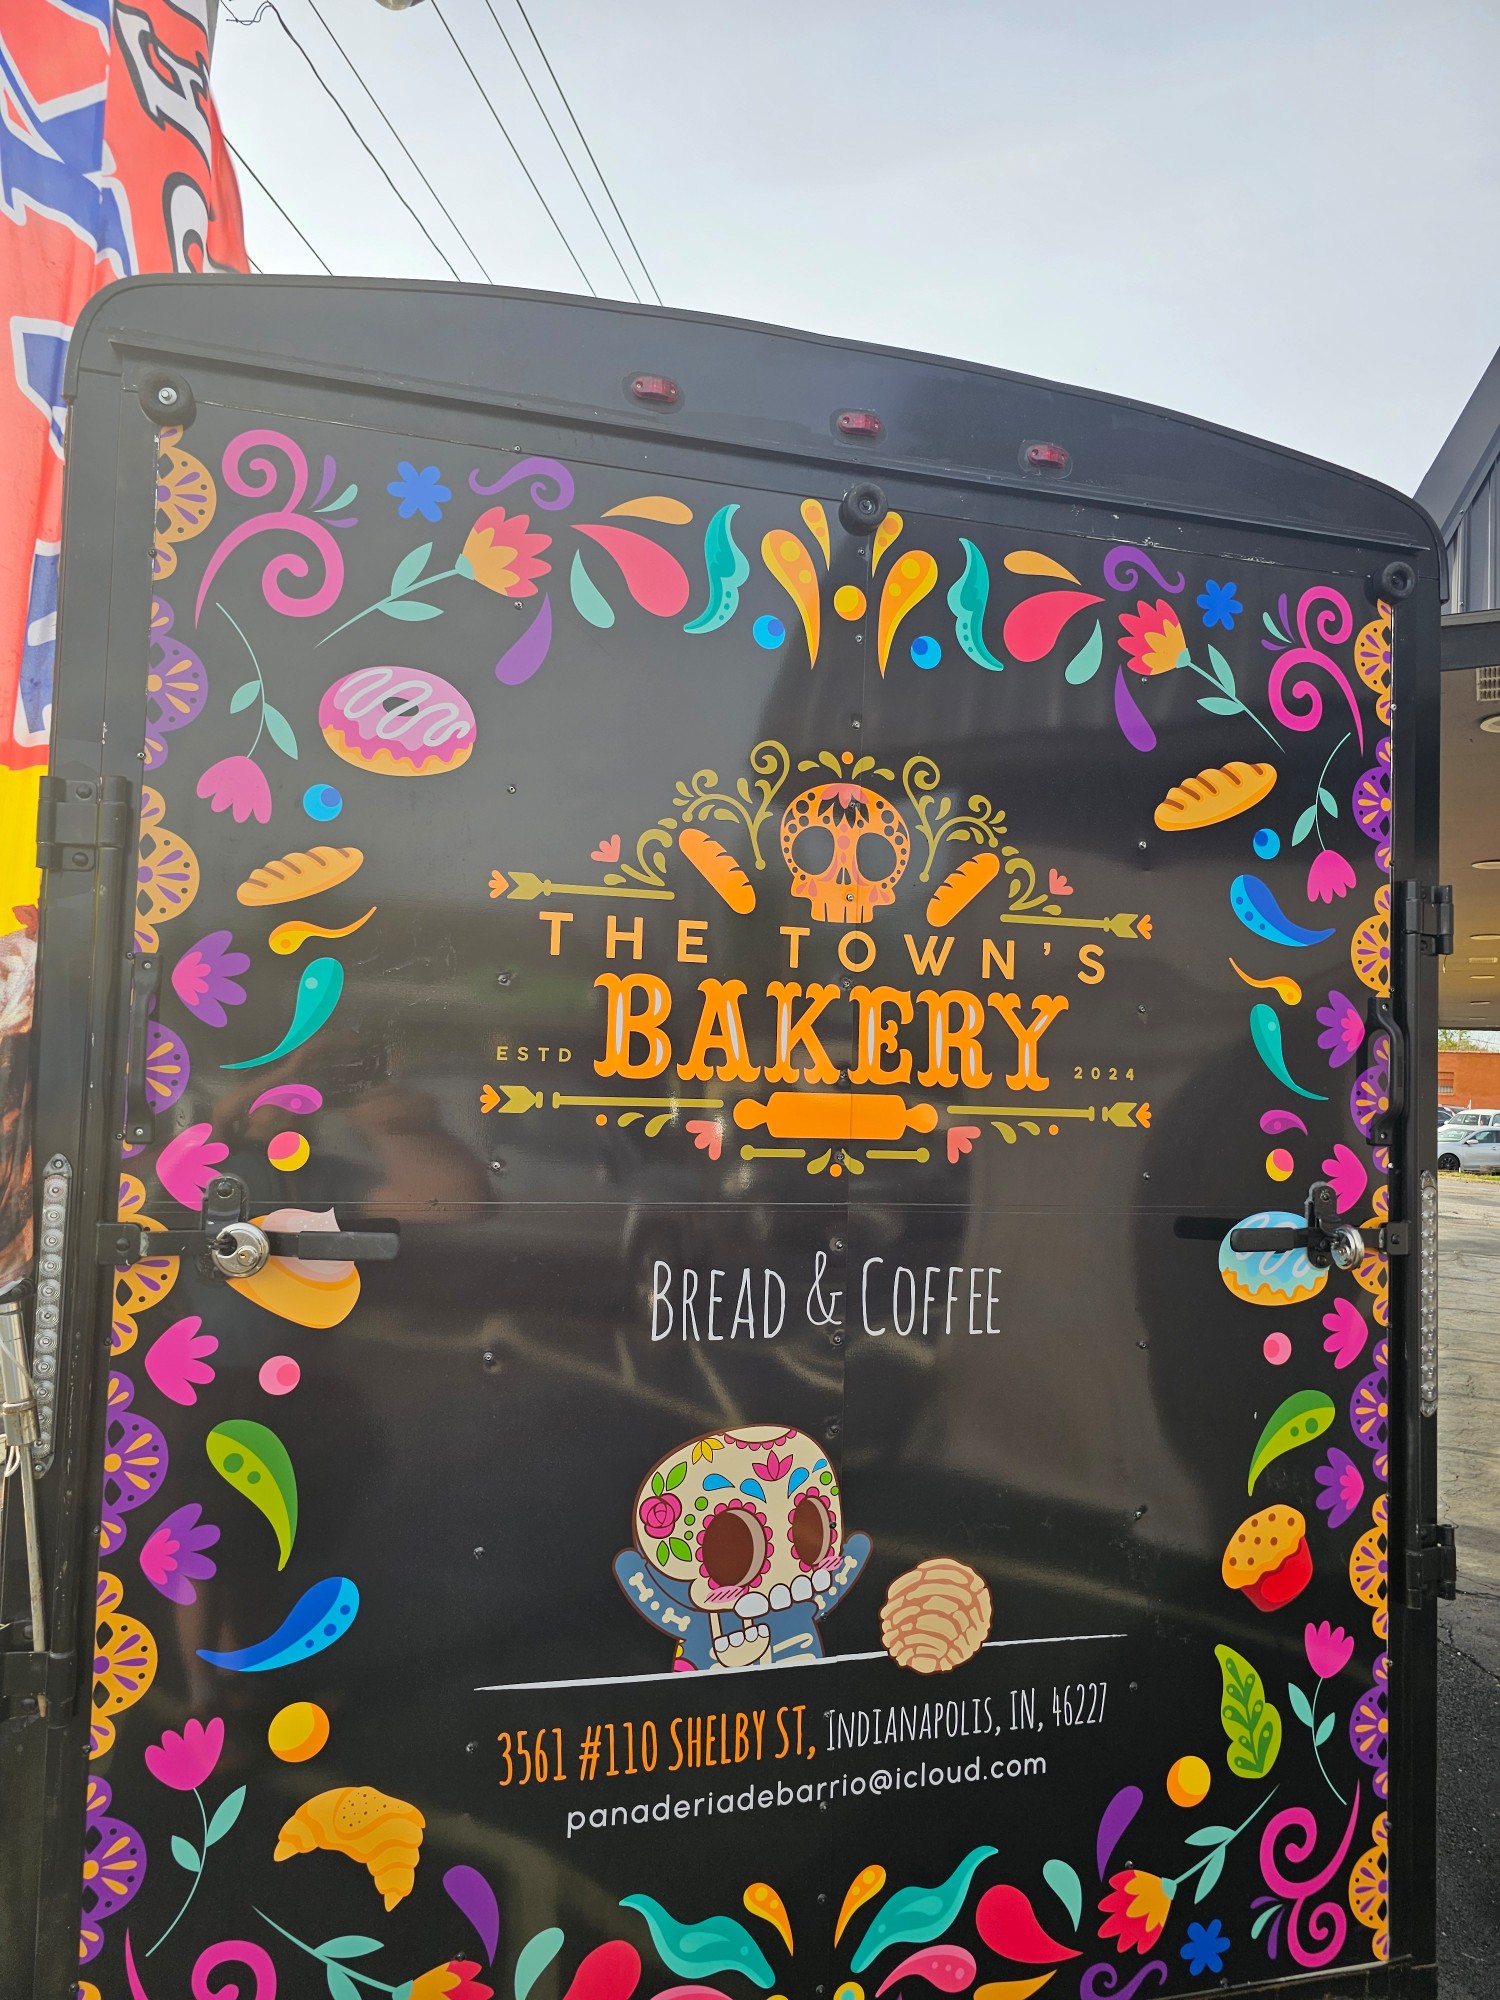 THE TOWN'S
BAKERY
ESTD 2024
BREAD & COFFEE
3561 #110 SHELBY ST, INDIANAPOLIS, IN, 46227
panaderiadebarrio@icloud.com